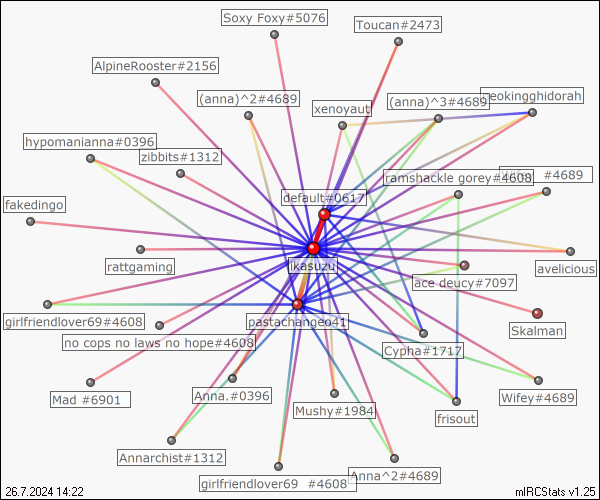 Soxy Foxy#5076
Toucan#2473
AlpineRooster#2156
(anna)^2#4689
xenoyaut
(anna)^3#4689
eokingghidorah
hypomanianna#0396
zibbits#1312
ramshackle gorey#4608
#4689
default#0617
fakedingo
rattgaming
ikasuzu
avelicious
ace deucy#7097
girlfriendlover69#4608
pastachangeo41
Skalman
no cops no laws no hope#4608
Cypha#1717
Mad #6901
Anna.#0396
Mushy#1984
Wifey#4689
frisout
Annarchist#1312
girlfriendlover69 #4608
Anna^2#4689
26.7.2024 14:22
mIRCStats v1.25